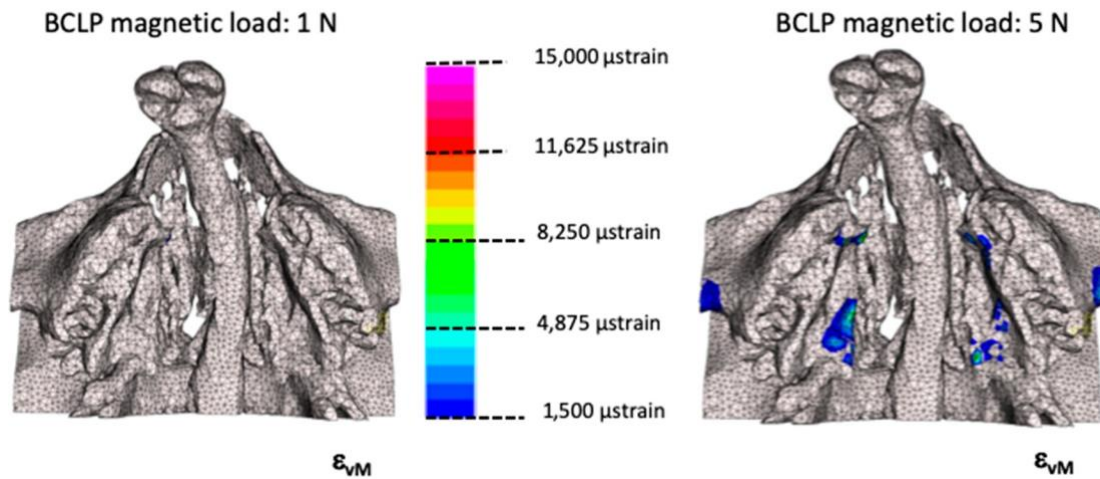 BCLP magnetic load: 1 N
BCLP magnetic load: 5 N
15,000 μstrain
11,625 μstrain
8,250 μstrain
4,875 μstrain
1,500 μstrain
εvM
εvM